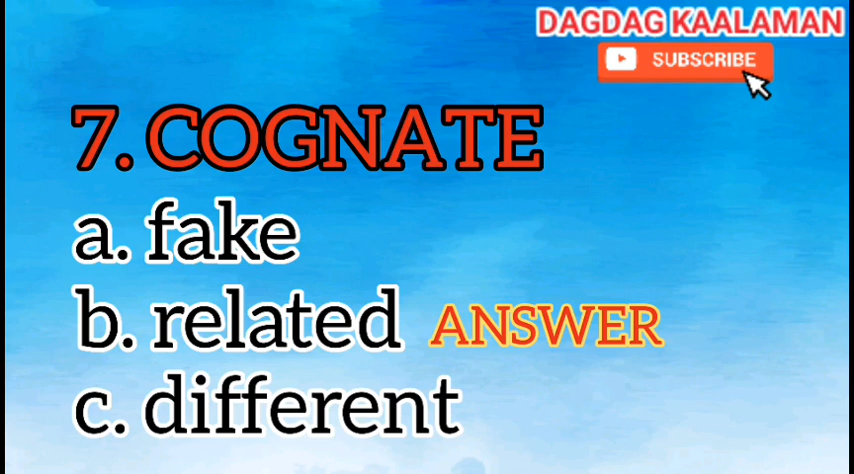 DAGDAG KAALAMAN
SUBSCRIBE
7. COGNATE
a. fake
b. related ANSWER
c. different